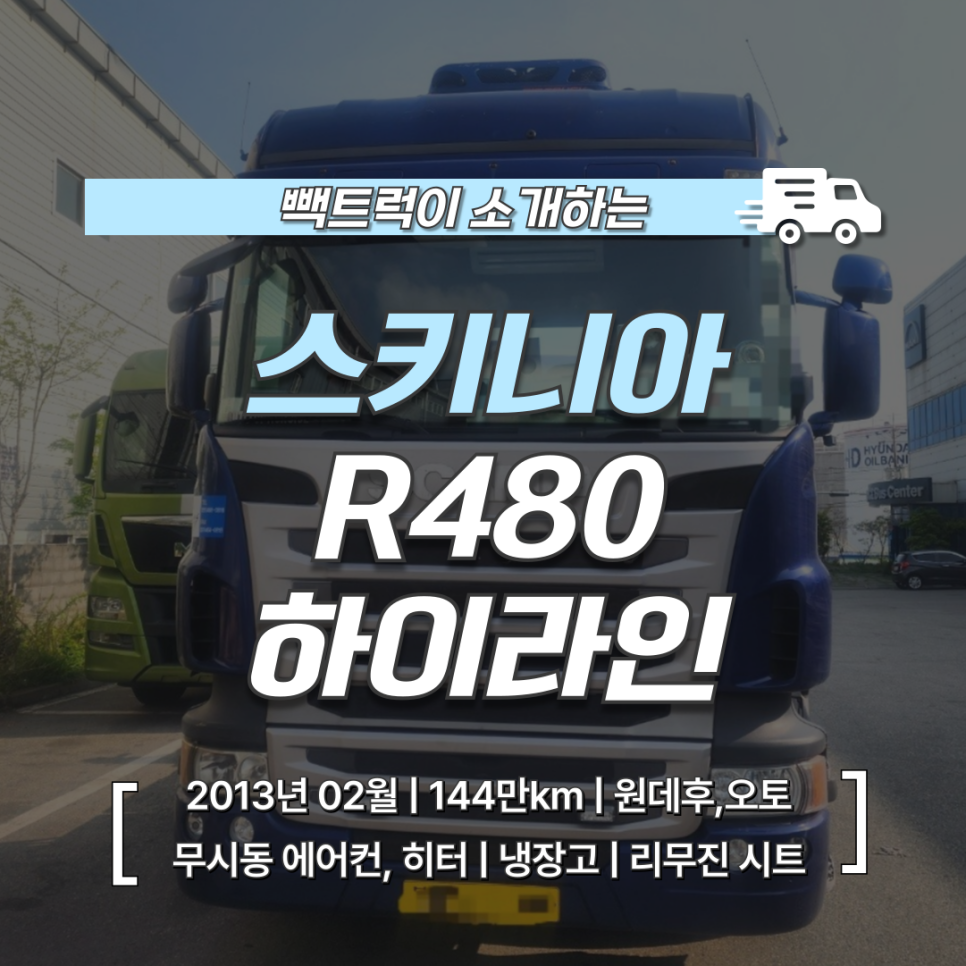 빽트럭이 소개하는
스키니아
R480
하이라인
2013년 02월 | 144만km | 원데후,오토
무시동 에어컨, 히터 | 냉장고 | 리무진 시트
HYUNDAI
OILBANK
Center